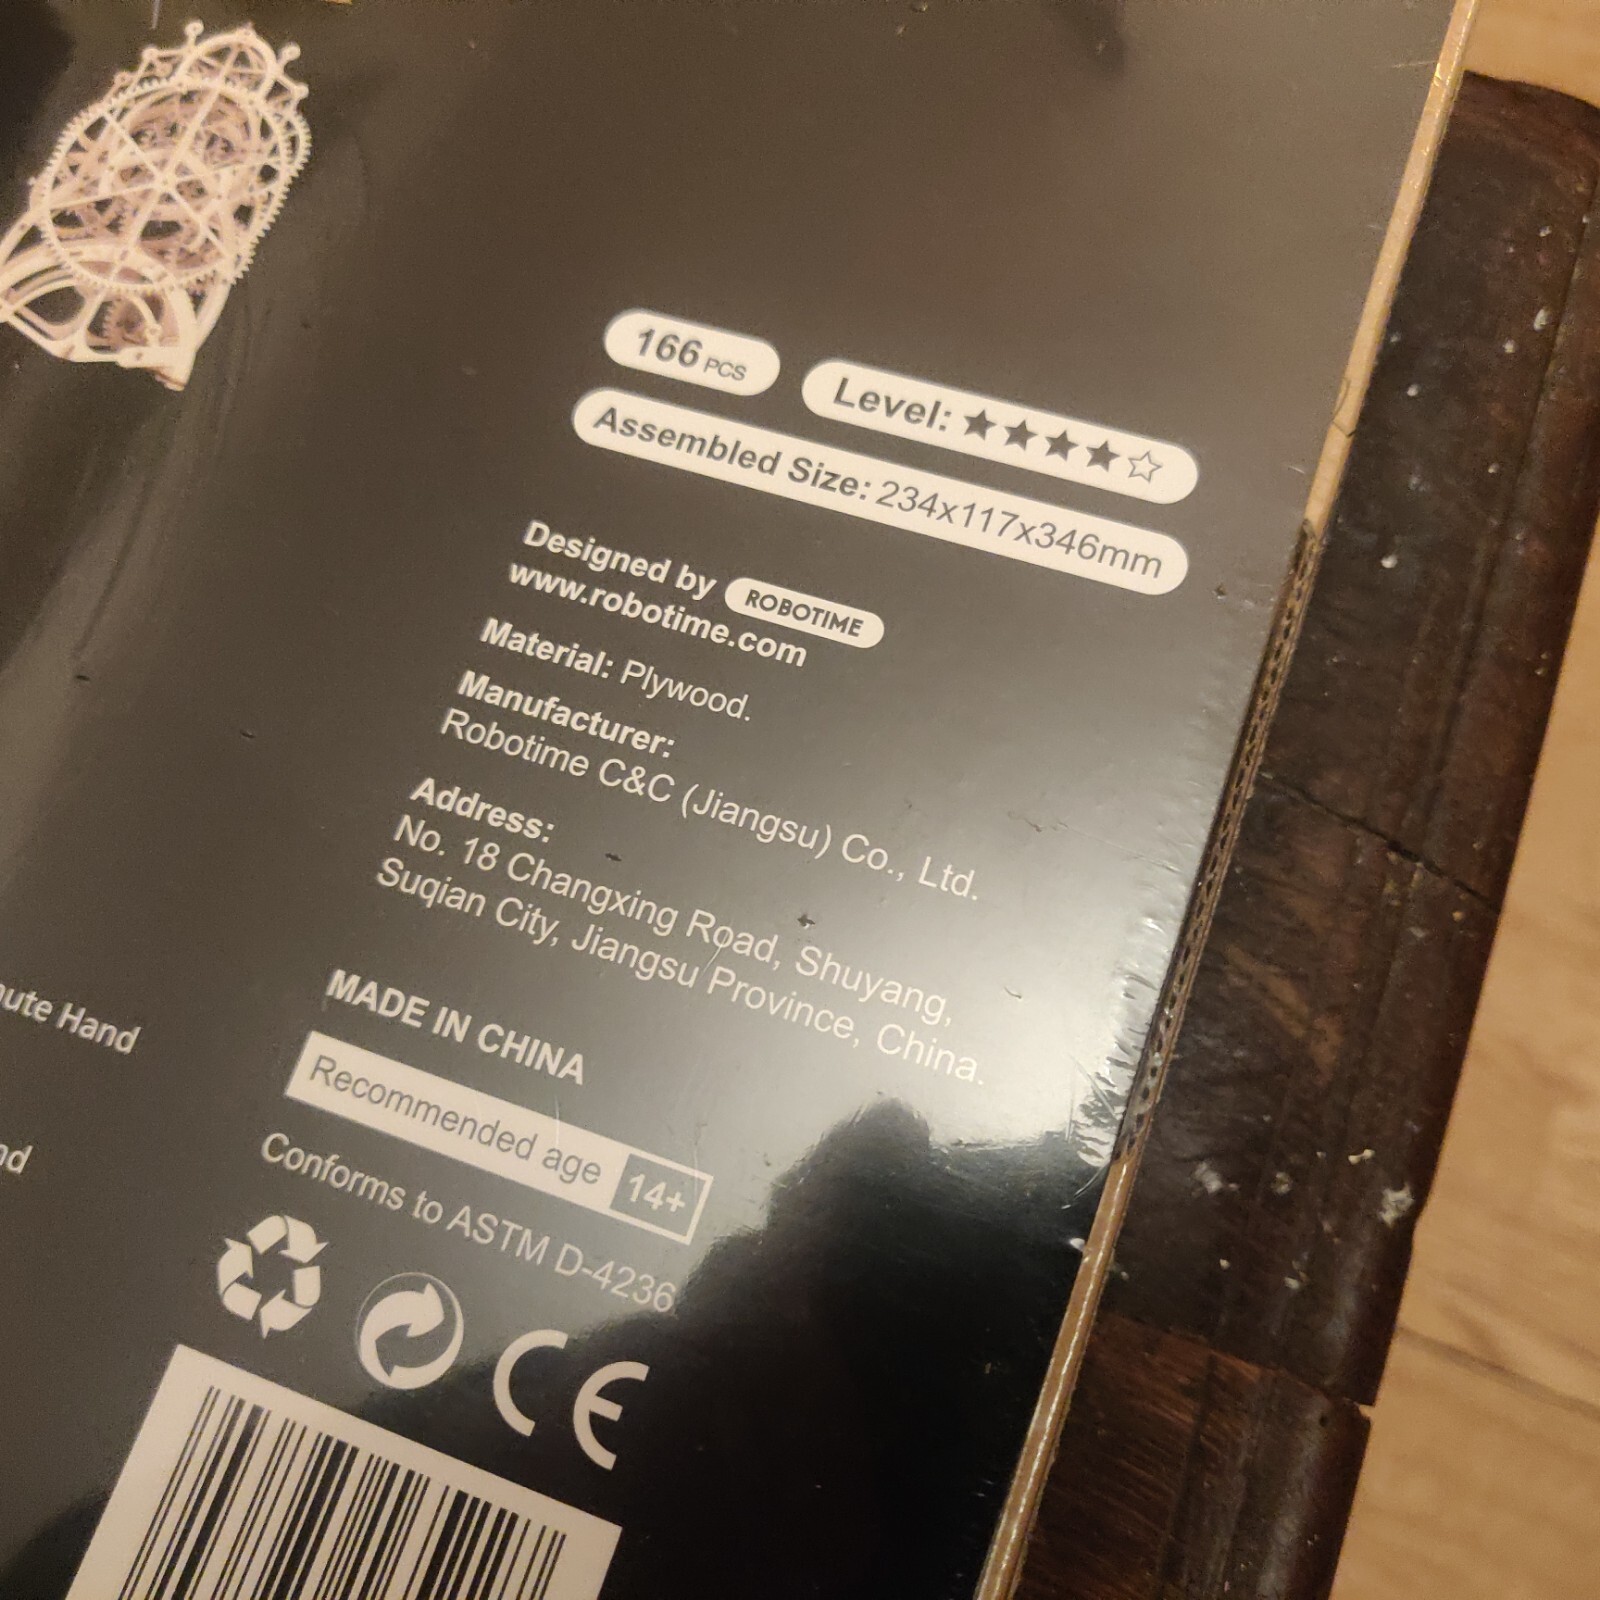 166 PCS
Level: ★★★★☆
Assembled Size: 234x117x346mm
Designed by ROBOTIME
www.robotime.com
Material: Plywood.
Manufacturer:
Robotime C&C (Jiangsu) Co., Ltd.
Address:
No. 18 Changxing Road, Shuyang,
Suqian City, Jiangsu Province, China.
MADE IN CHINA
Recommended age 14+
Conforms to ASTM D-4236
CE
Hand